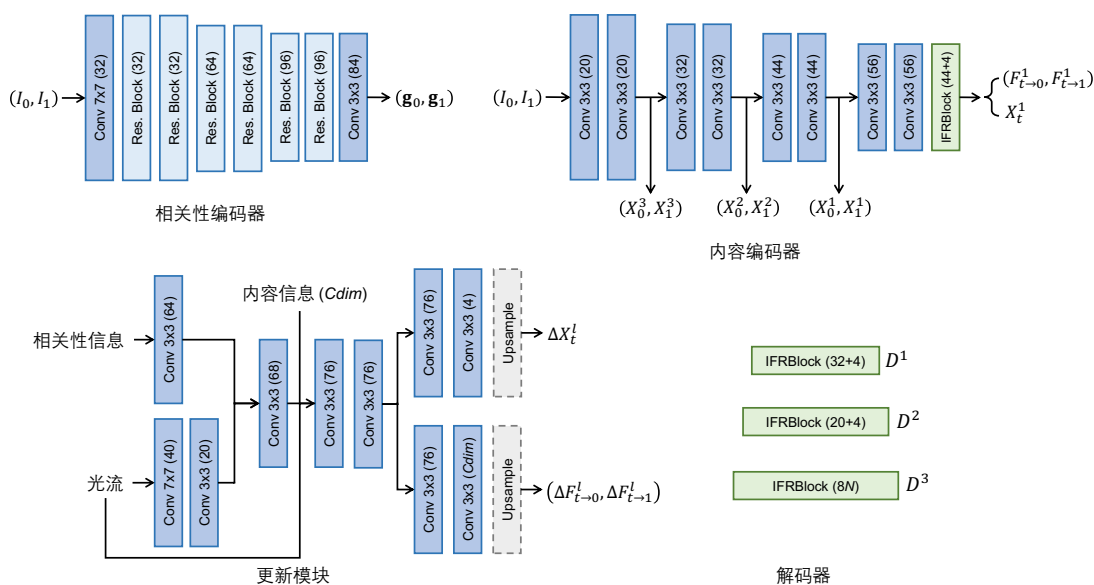 (I₀, I₁)
Conv 7x7 (32)
Res. Block (32)
Res. Block (32)
Res. Block (64)
Res. Block (64)
Res. Block (96)
Res. Block (96)
Conv 3x3 (84)
(g₀, g₁)
相关性编码器
(I₀, I₁)
Conv 3x3 (20)
Conv 3x3 (20)
Conv 3x3 (32)
Conv 3x3 (32)
Conv 3x3 (44)
Conv 3x3 (44)
Conv 3x3 (56)
Conv 3x3 (56)
IFRBlock (44+4)
(F¹ₜ→₀, F¹ₜ→₁)
X¹ₜ
(X³₀, X³₁)
(X²₀, X²₁)
(X¹₀, X¹₁)
内容编码器
相关性信息
Conv 3x3 (64)
光流
Conv 7x7 (40)
Conv 3x3 (20)
内容信息 (Cdim)
Conv 3x3 (68)
Conv 3x3 (76)
Conv 3x3 (76)
Conv 3x3 (76)
Conv 3x3 (4)
Upsample
ΔXˡₜ
Conv 3x3 (76)
Conv 3x3 (Cdim)
Upsample
(ΔFˡₜ→₀, ΔFˡₜ→₁)
更新模块
IFRBlock (32+4) D¹
IFRBlock (20+4) D²
IFRBlock (8N) D³
解码器